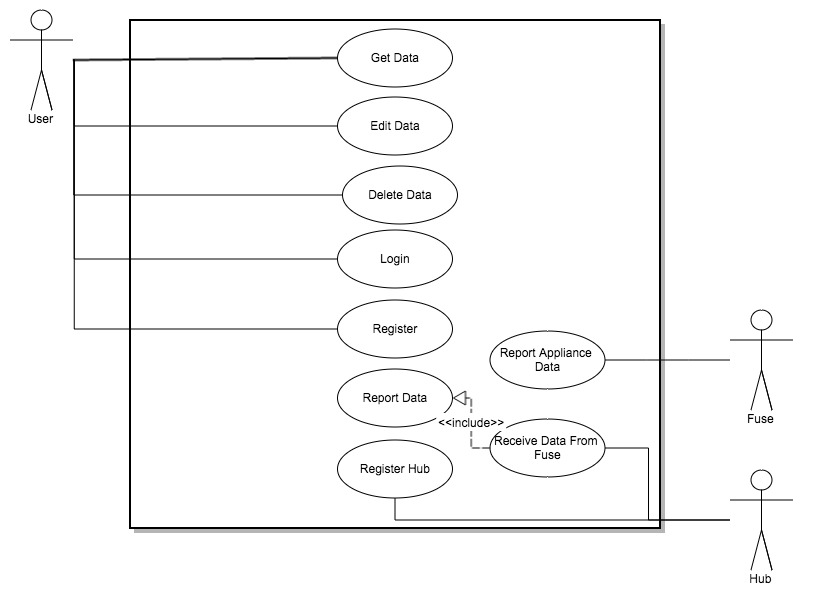 Get Data
User
Edit Data
Delete Data
Login
Register
Report Appliance
Data
Report Data
Fuse
<<include>>
Receive Data From
Fuse
Register Hub
Hub